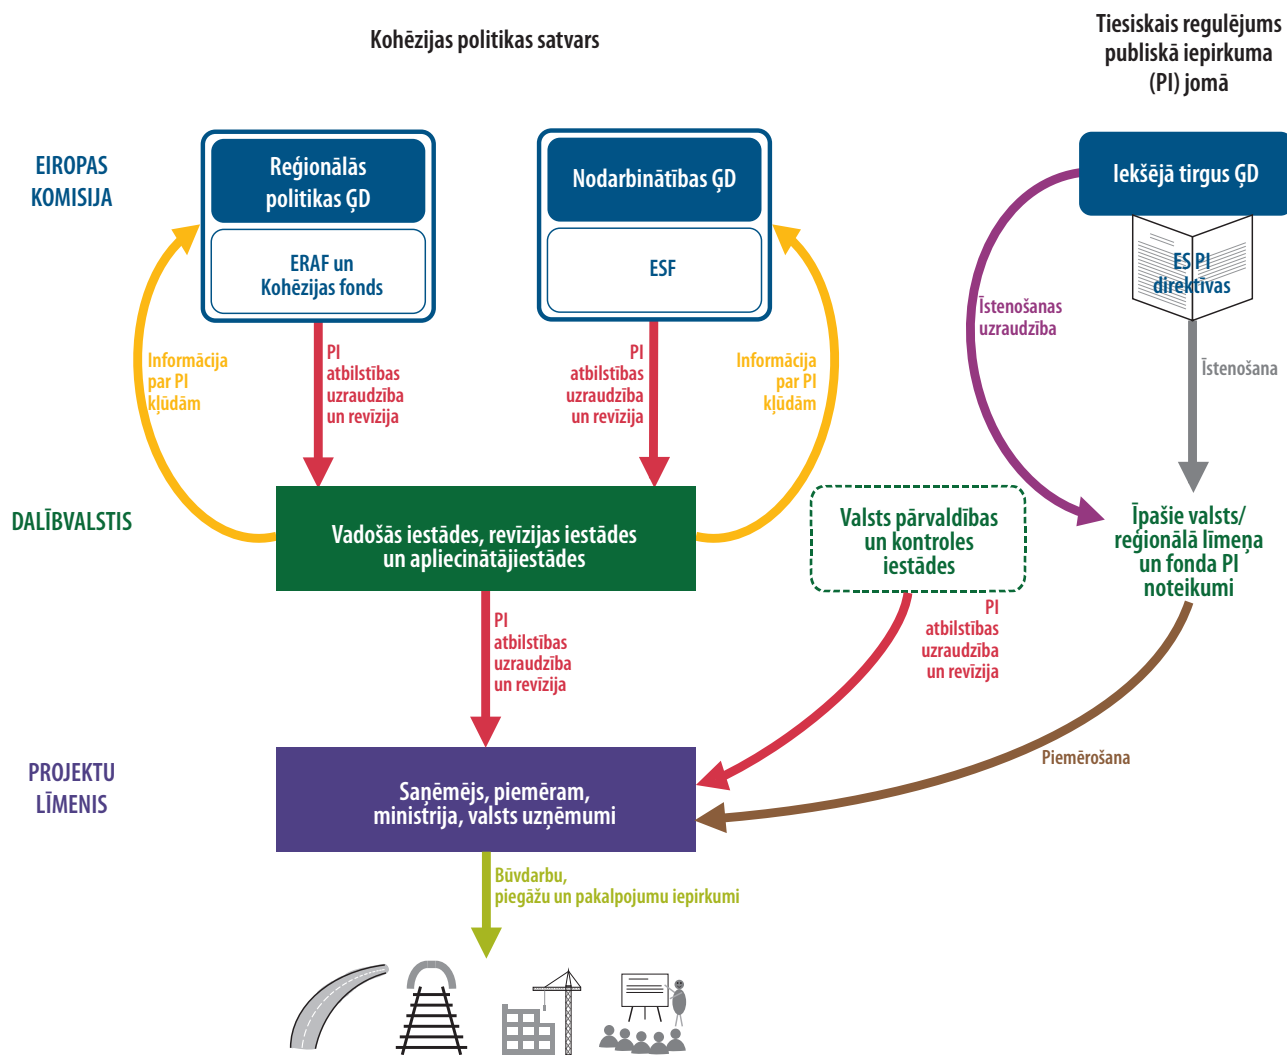 Kohēzijas politikas satvars
Tiesiskais regulējums
publiskā iepirkuma
(PI) jomā
EIROPAS
KOMISIJA
Reģionālās
politikas ĢD
ERAF un
Kohēzijas fonds
Nodarbinātības ĢD
ESF
Iekšējā tirgus ĢD
ES PI
direktīvas
Informācija
par PI
kļūdām
PI
atbilstības
uzraudzība
un revīzija
PI
atbilstības
uzraudzība
un revīzija
Informācija
par PI
kļūdām
Īstenošanas
uzraudzība
Īstenošana
DALĪBVALSTIS
Vadošās iestādes, revīzijas iestādes
un apliecinātājiestādes
Valsts pārvaldības
un kontroles
iestādes
Īpašie valsts/
reģionālā līmeņa
un fonda PI
noteikumi
PI
atbilstības
uzraudzība
un revīzija
PI
atbilstības
uzraudzība
un revīzija
Piemērošana
PROJEKTU
LĪMENIS
Saņēmējs, piemēram,
ministrija, valsts uzņēmumi
Būvdarbu,
piegāžu un pakalpojumu iepirkumi